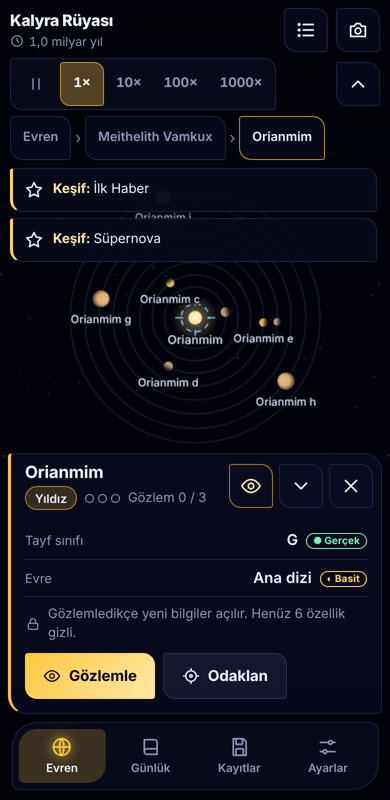 Kalyra Rüyası
1,0 milyar yıl
1×
10×
100×
1000×
Evren
Meithelith Vamkux
Orianmim
Keşif: İlk Haber
Orianmim i
Keşif: Süpernova
Orianmim c
Orianmim g
Orianmim
Orianmim e
Orianmim d
Orianmim h
Orianmim
Yıldız
Gözlem 0 / 3
Tayf sınıfı
G
Gerçek
Evre
Ana dizi
Basit
Gözlemledikçe yeni bilgiler açılır. Henüz 6 özellik
gizli.
Gözlemle
Odaklan
Evren
Günlük
Kayıtlar
Ayarlar